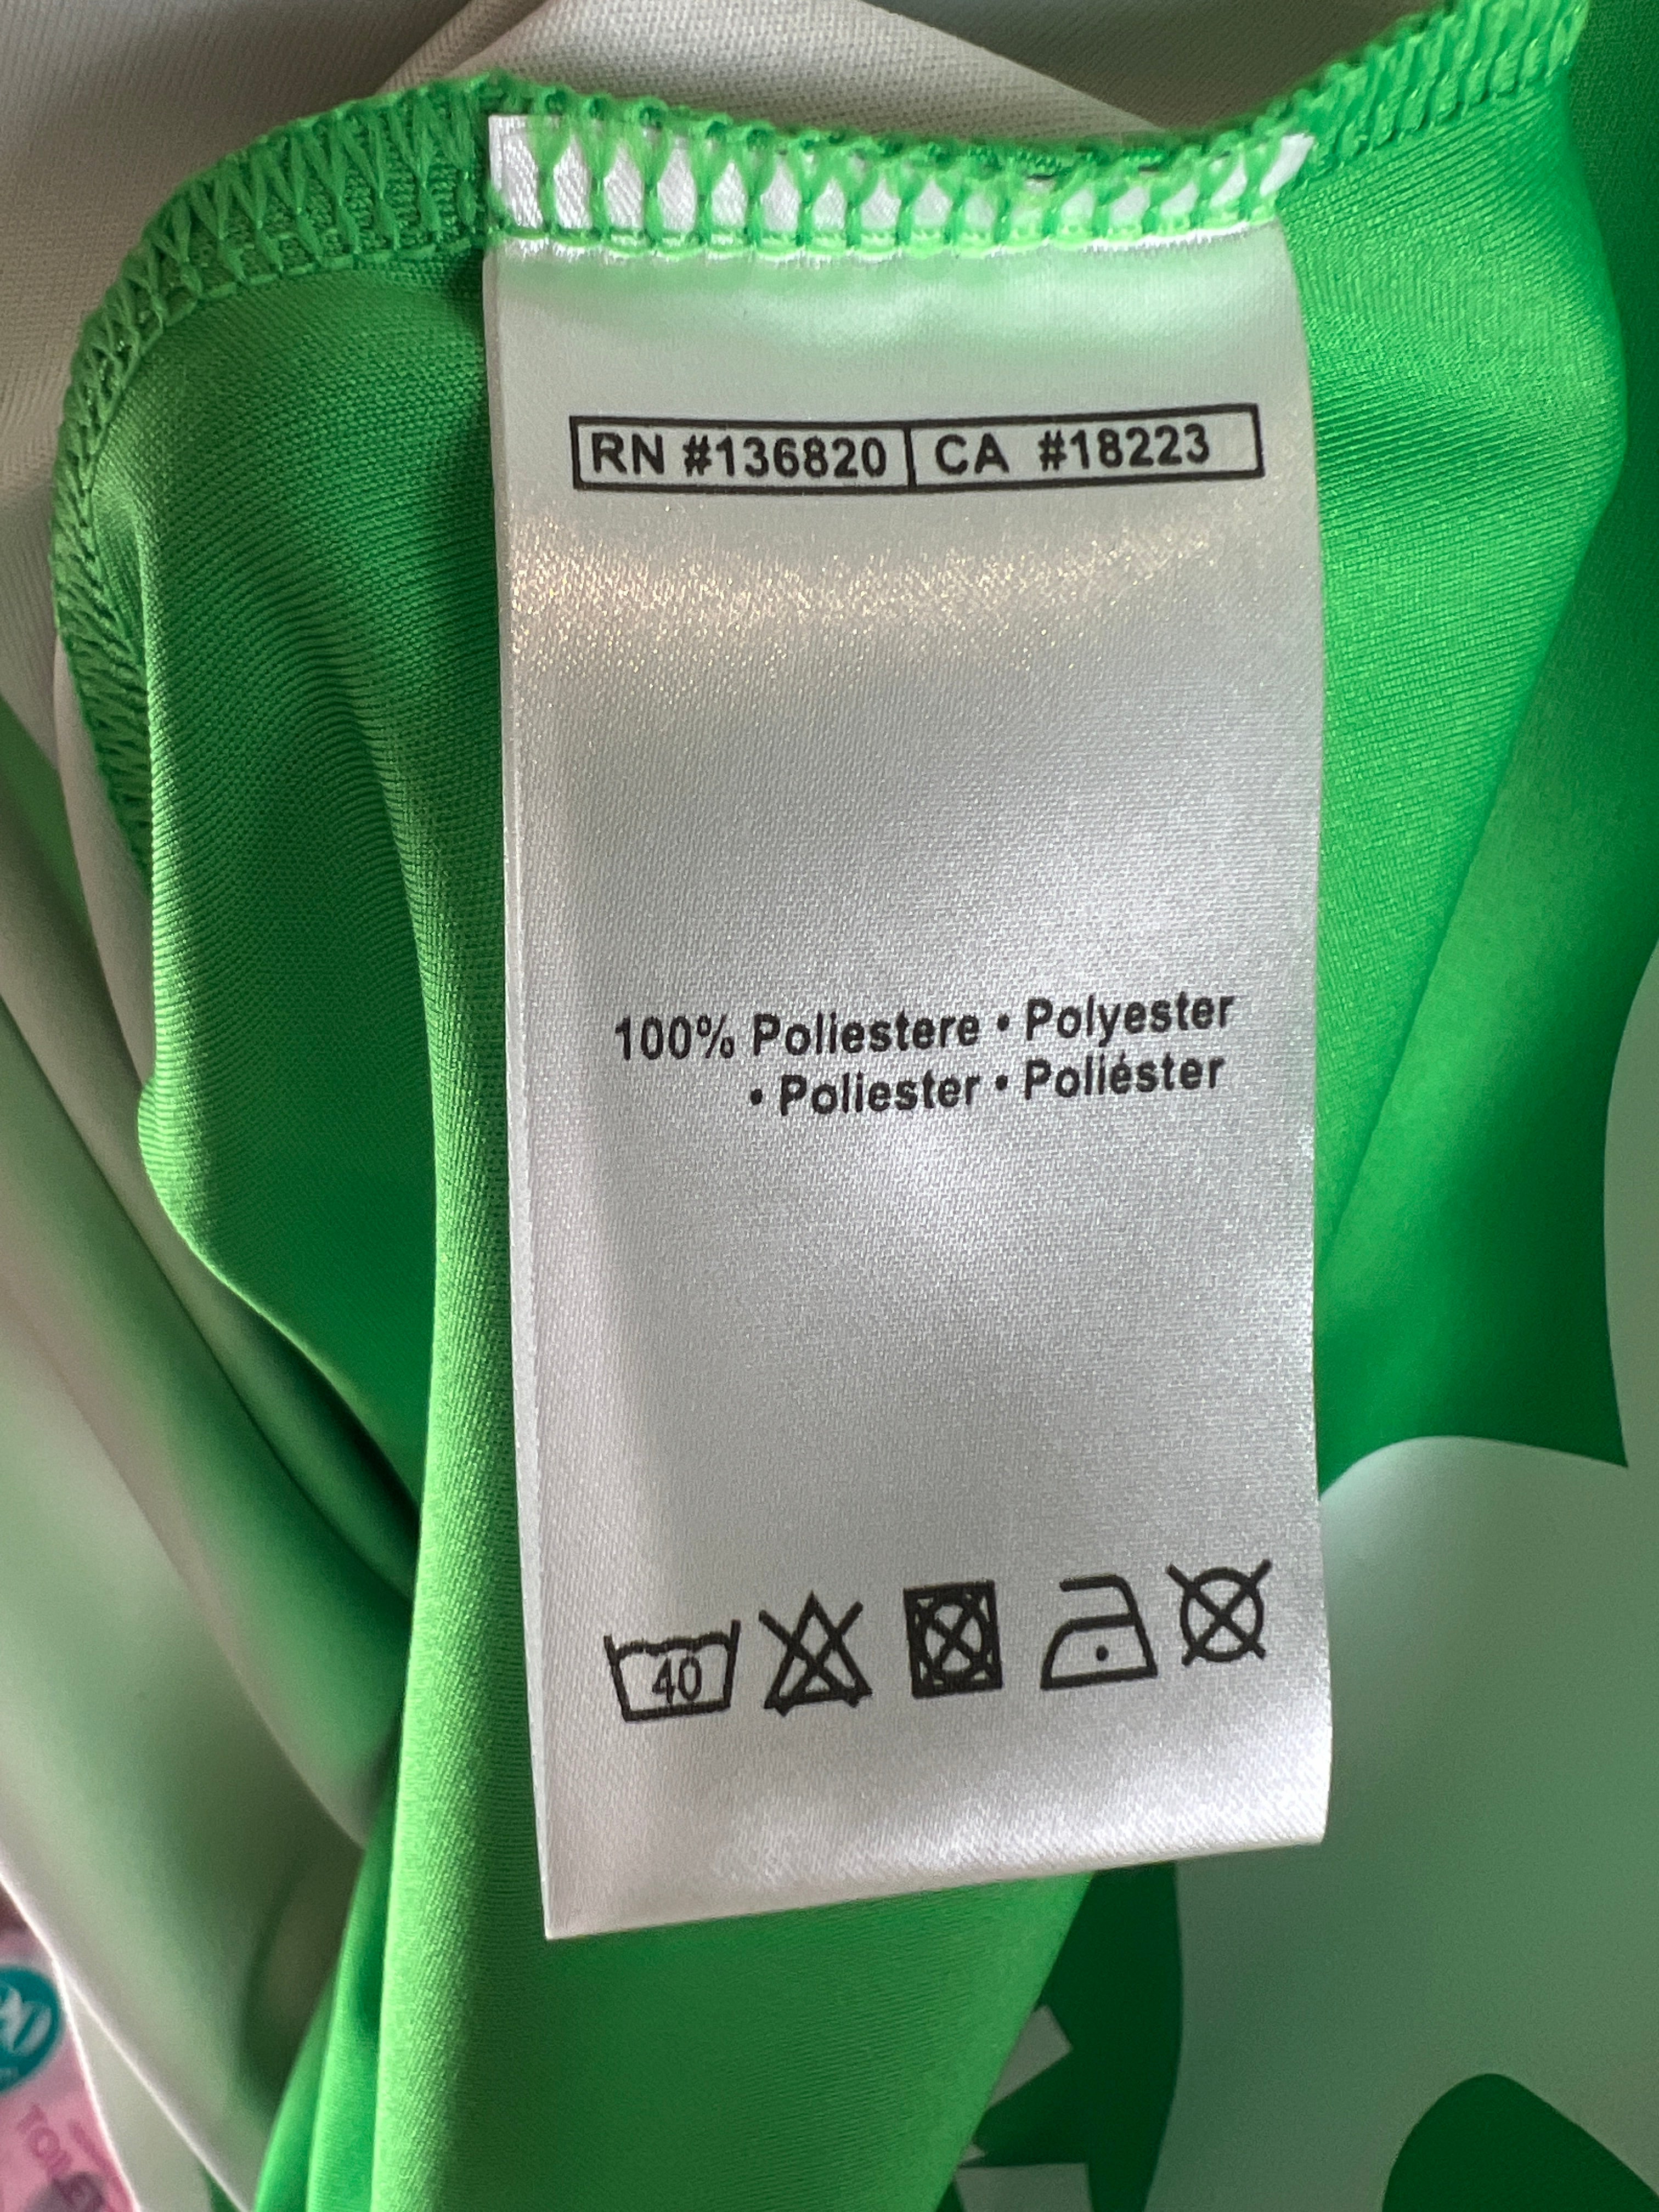 RN #136820 CA #18223
100% Poliestere • Polyester
• Poliester • Poliéster
40